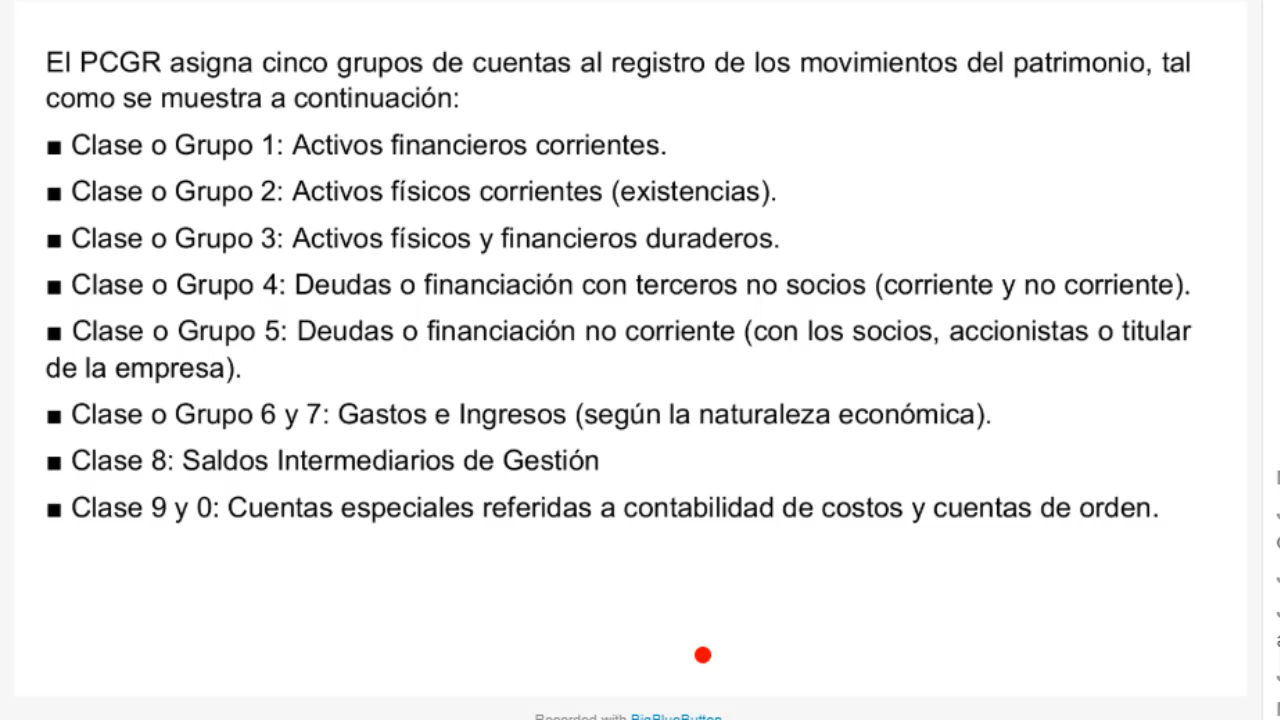 El PCGR asigna cinco grupos de cuentas al registro de los movimientos del patrimonio, tal
como se muestra a continuación:
■ Clase o Grupo 1: Activos financieros corrientes.
■ Clase o Grupo 2: Activos físicos corrientes (existencias).
■ Clase o Grupo 3: Activos físicos y financieros duraderos.
■ Clase o Grupo 4: Deudas o financiación con terceros no socios (corriente y no corriente).
■ Clase o Grupo 5: Deudas o financiación no corriente (con los socios, accionistas o titular
de la empresa).
■ Clase o Grupo 6 y 7: Gastos e Ingresos (según la naturaleza económica).
■ Clase 8: Saldos Intermediarios de Gestión
■ Clase 9 y 0: Cuentas especiales referidas a contabilidad de costos y cuentas de orden.
Recorded with BigBlueButton